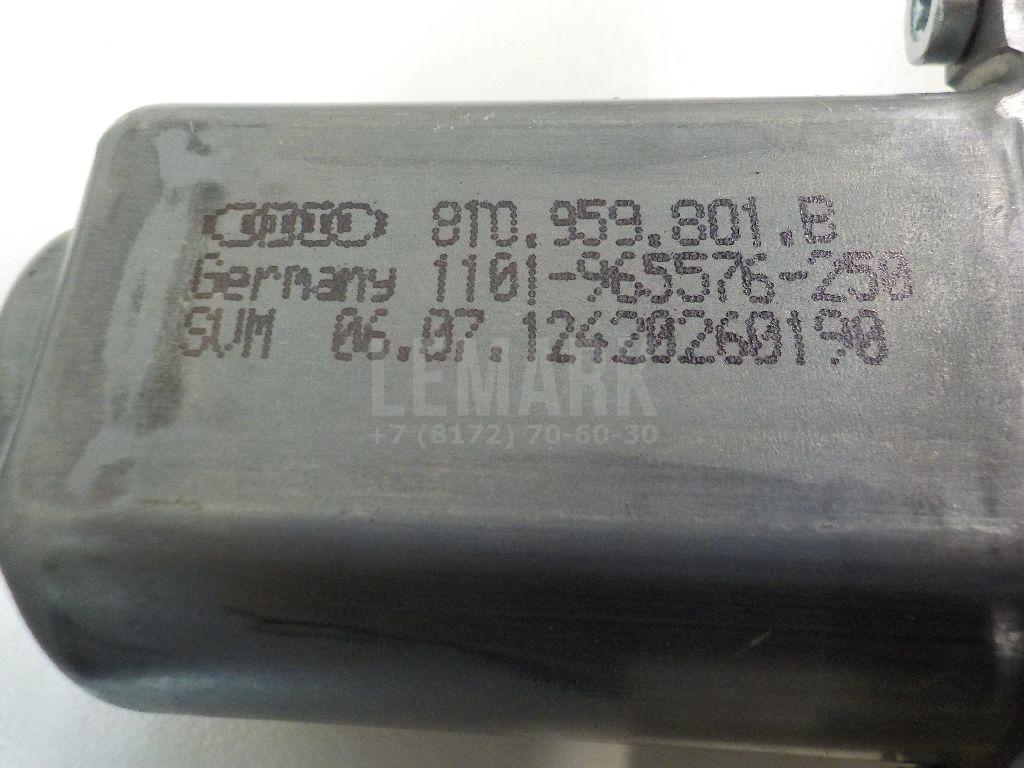 8T0.959.801.B
Germany 1101-965576-250
SVM 06.07.12420260190
LEMARK
+7 (8172) 70-60-30